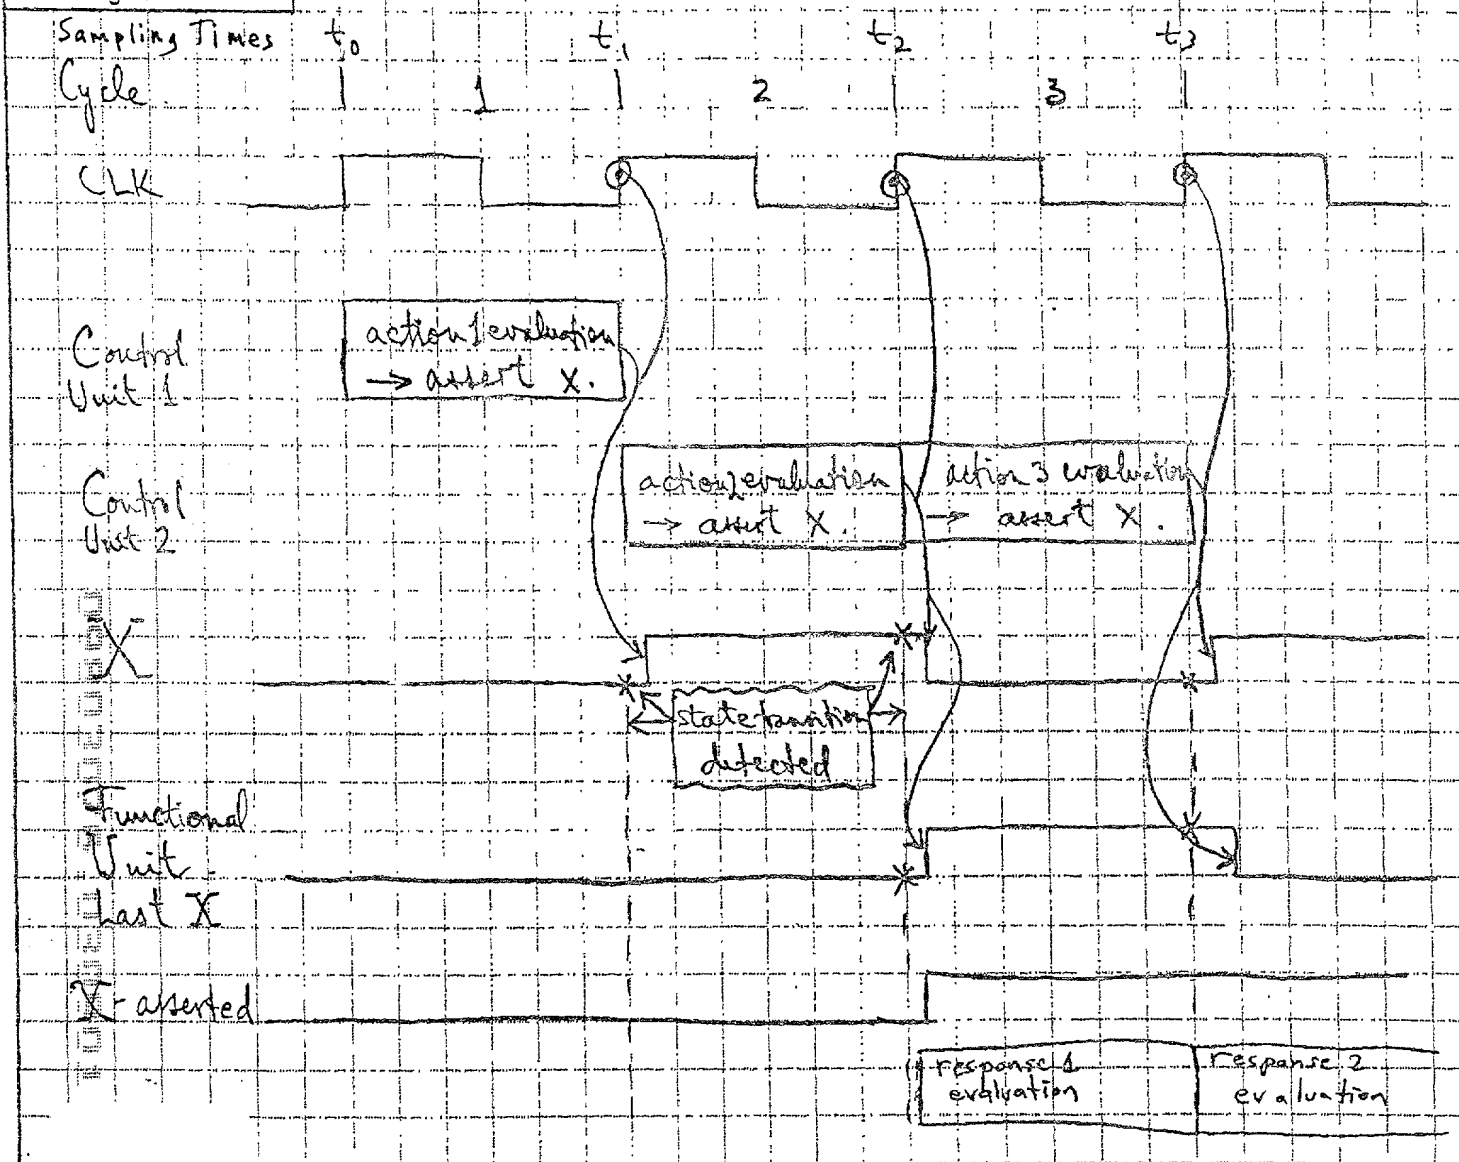 Sampling Times t0 t1 t2 t3
Cycle 1 2 3
CLK
Control
Unit 1
action 1 evaluation
→ assert X.
Control
Unit 2
action 2 evaluation
→ assert X.
action 3 evaluation
→ assert X.
X
state transition
detected
Functional
Unit -
Last X
X-asserted
response 1
evaluation
response 2
evaluation